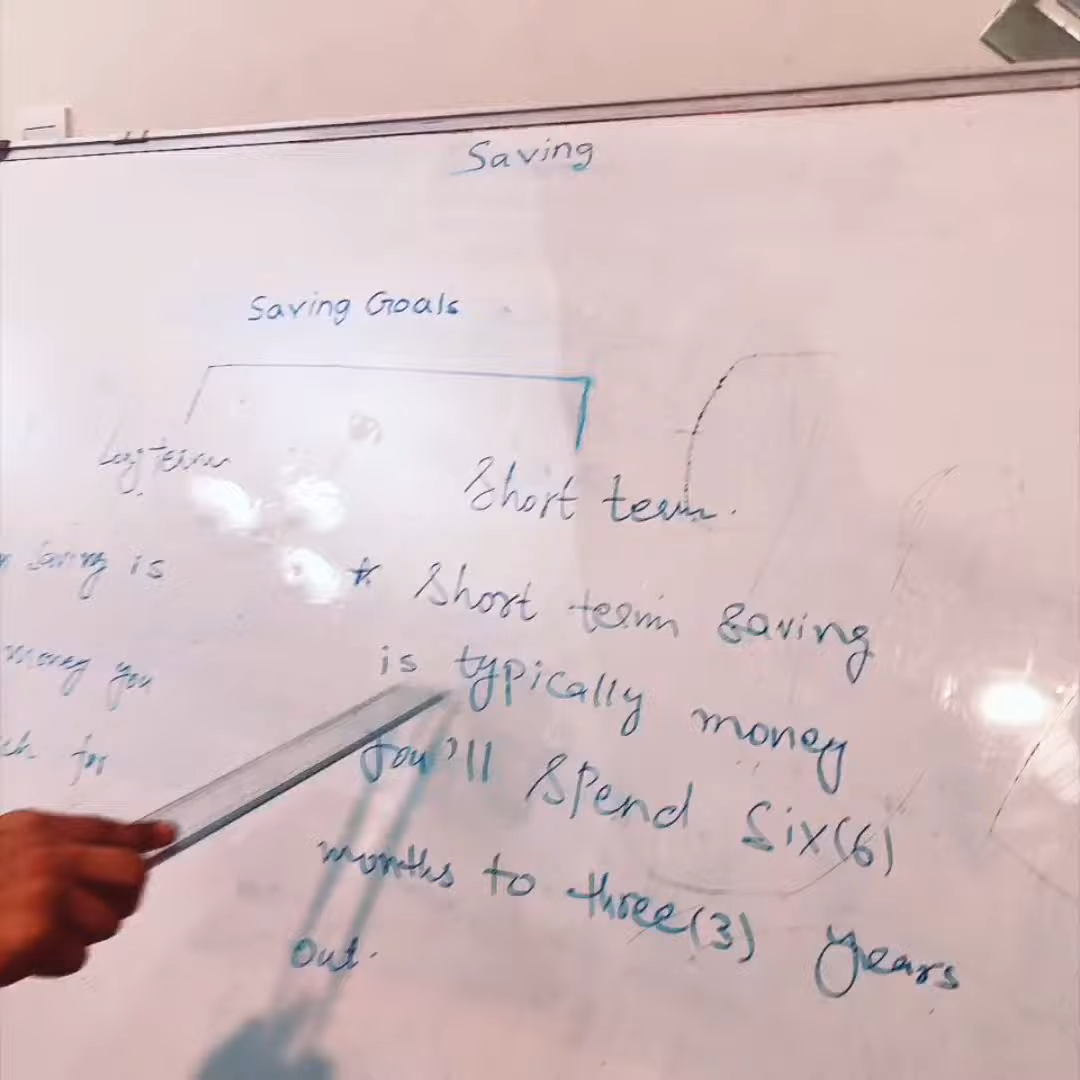 Saving
Saving Goals
Long term
Short term.
saving is
money you
for
* Short term saving
is typically money
you'll spend six(6)
months to three(3) years
out.